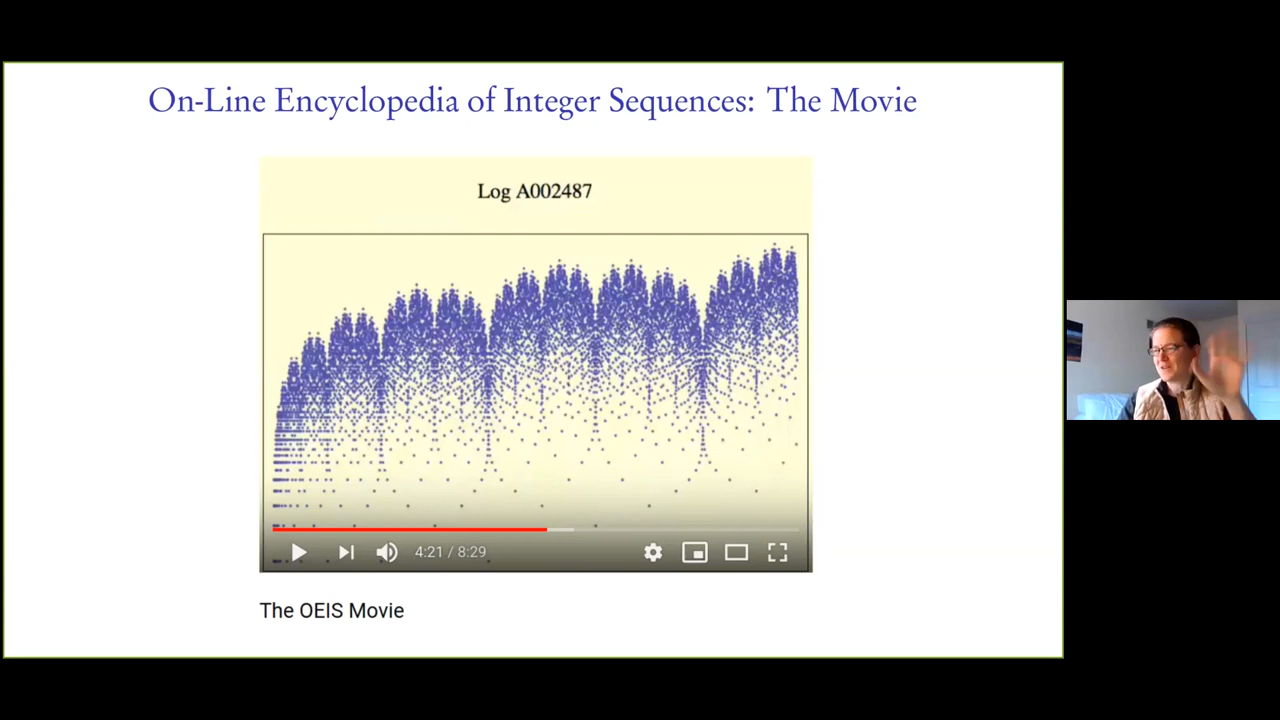 On-Line Encyclopedia of Integer Sequences: The Movie
Log A002487
4:21 / 8:29
The OEIS Movie